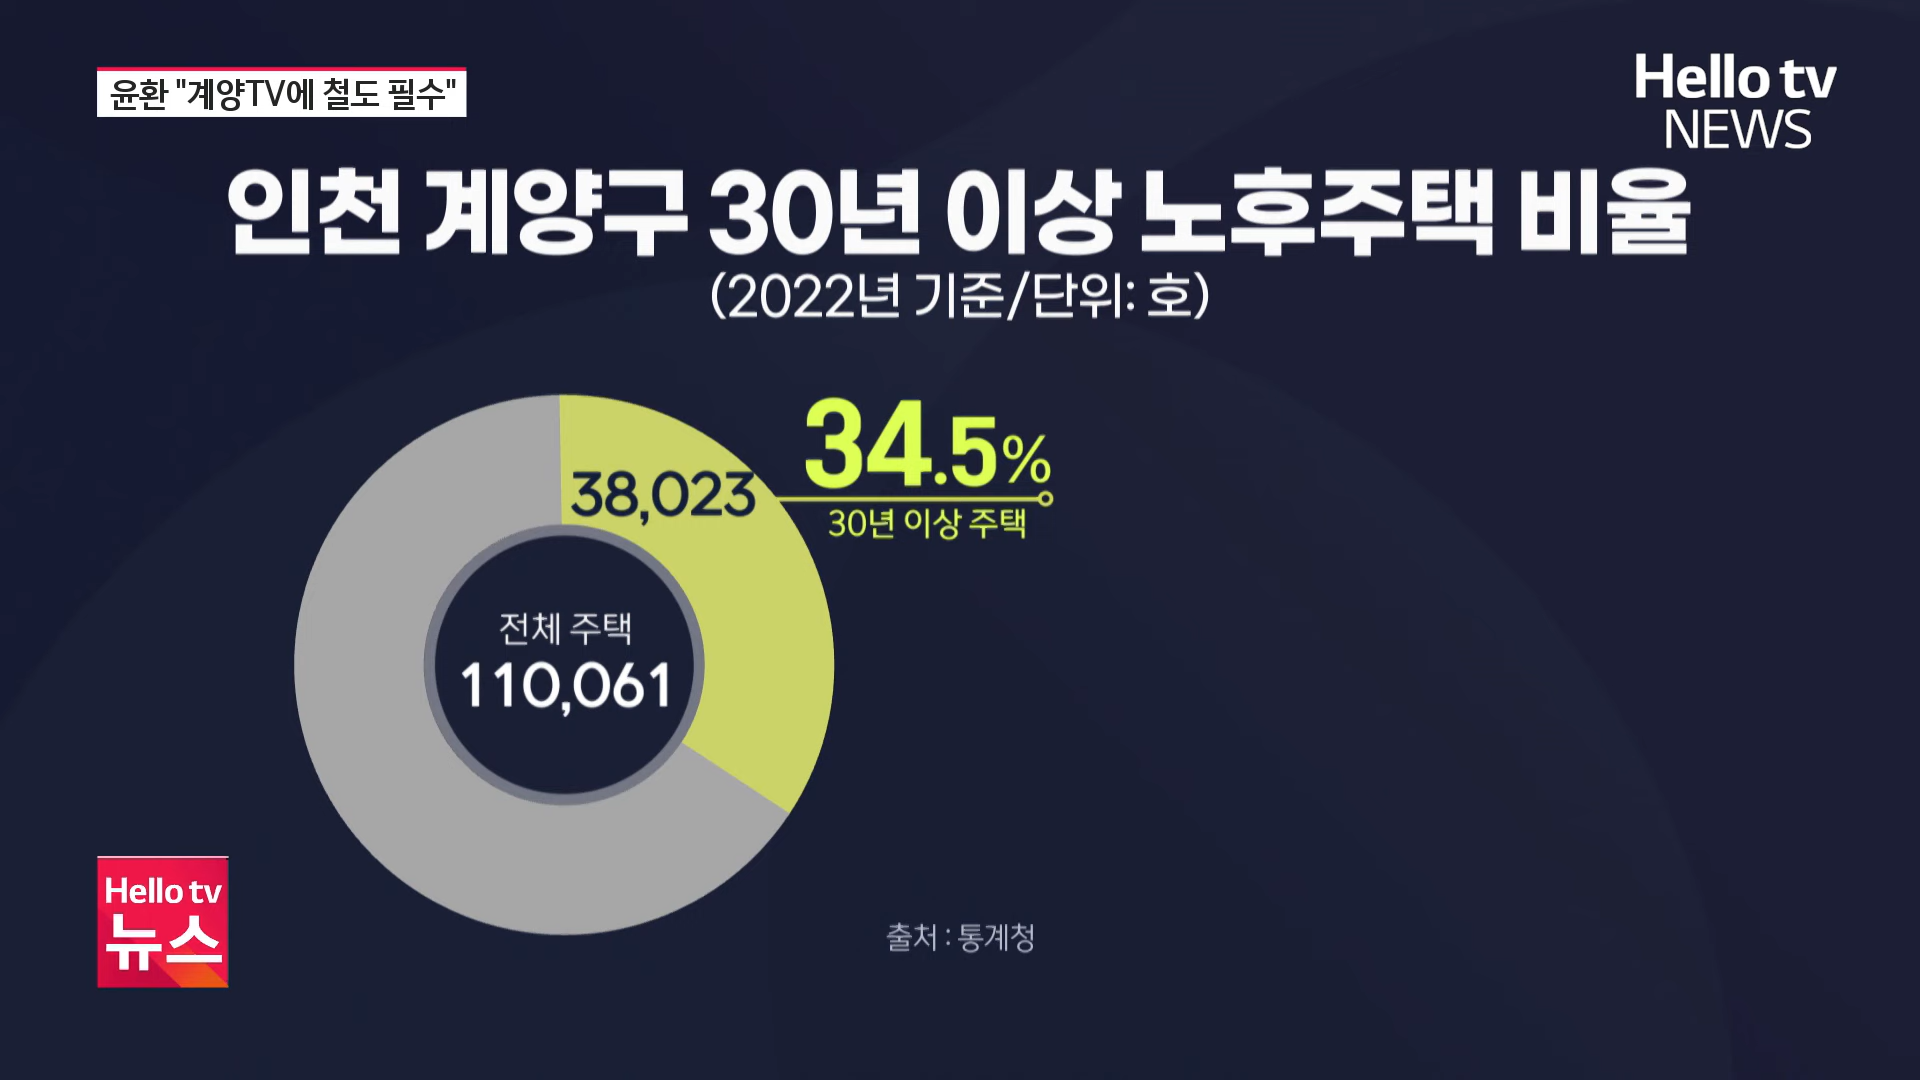 윤환 "계양TV에 철도 필수"
Hello tv
NEWS
인천 계양구 30년 이상 노후주택 비율
(2022년 기준/단위: 호)
34.5%
38,023
30년 이상 주택
전체 주택
110,061
Hello tv
뉴스
출처 : 통계청